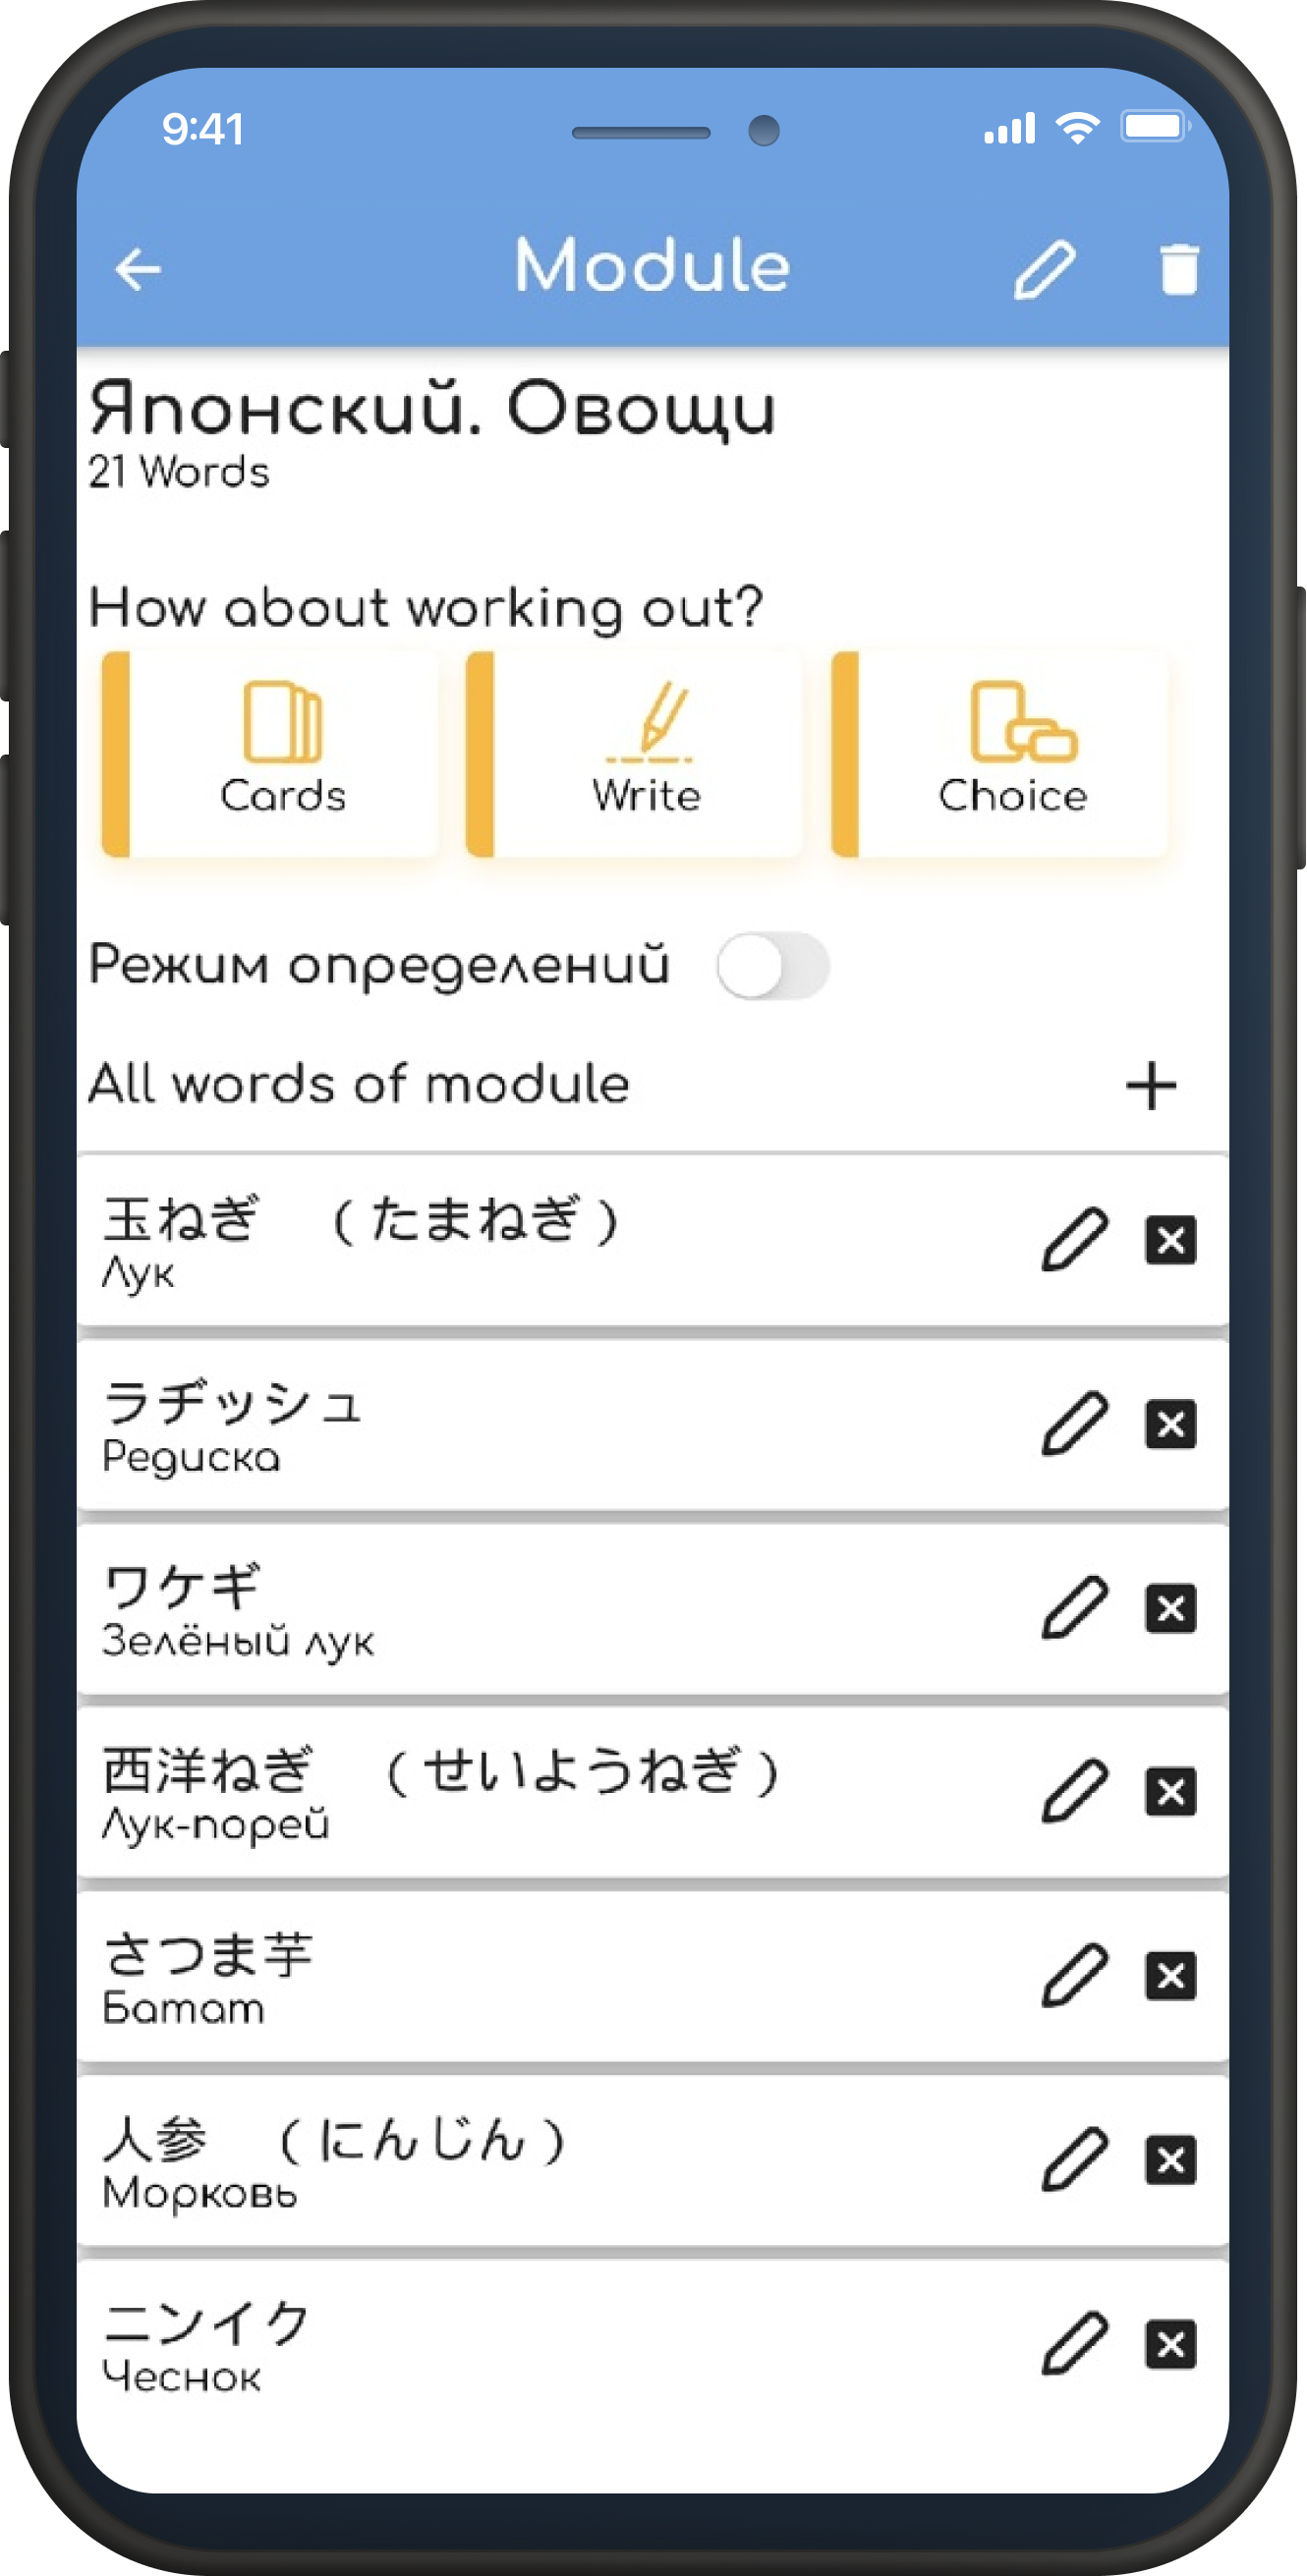 9:41
Module
Японский. Овощи
21 Words
How about working out?
Cards Write Choice
Режим определений
All words of module
玉ねぎ （たまねぎ）
Лук
ラヂッシュ
Редиска
ワケギ
Зелёный лук
西洋ねぎ （せいようねぎ）
Лук-порей
さつま芋
Батат
人参 （にんじん）
Морковь
ニンイク
Чеснок